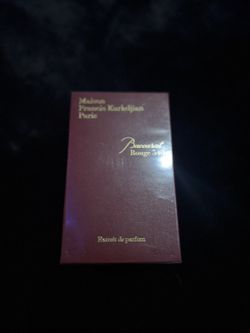 Maison
Francis Kurkdjian
Paris
Baccarat
Rouge 540
Extrait de parfum